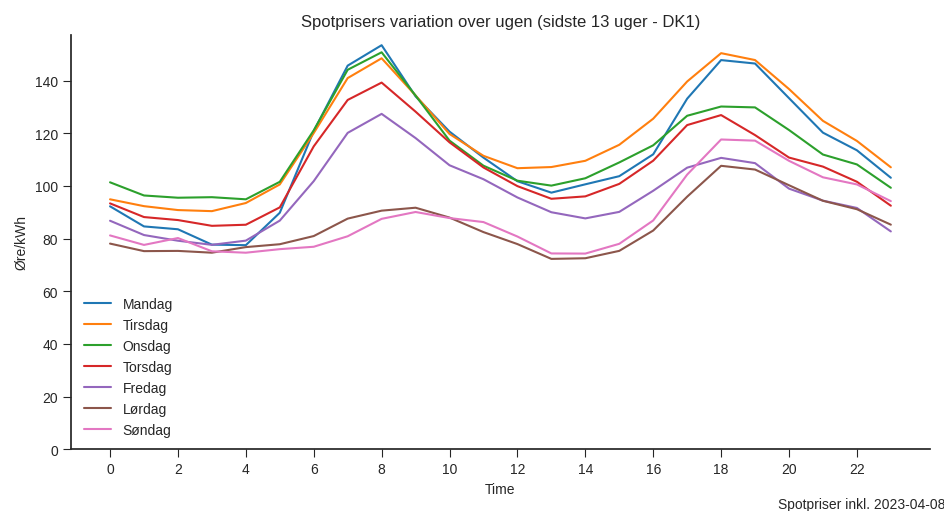 Spotprisers variation over ugen (sidste 13 uger - DK1)
Øre/kWh
140
120
100
80
60
40
20
0
Mandag
Tirsdag
Onsdag
Torsdag
Fredag
Lørdag
Søndag
0 2 4 6 8 10 12 14 16 18 20 22
Time
Spotpriser inkl. 2023-04-08